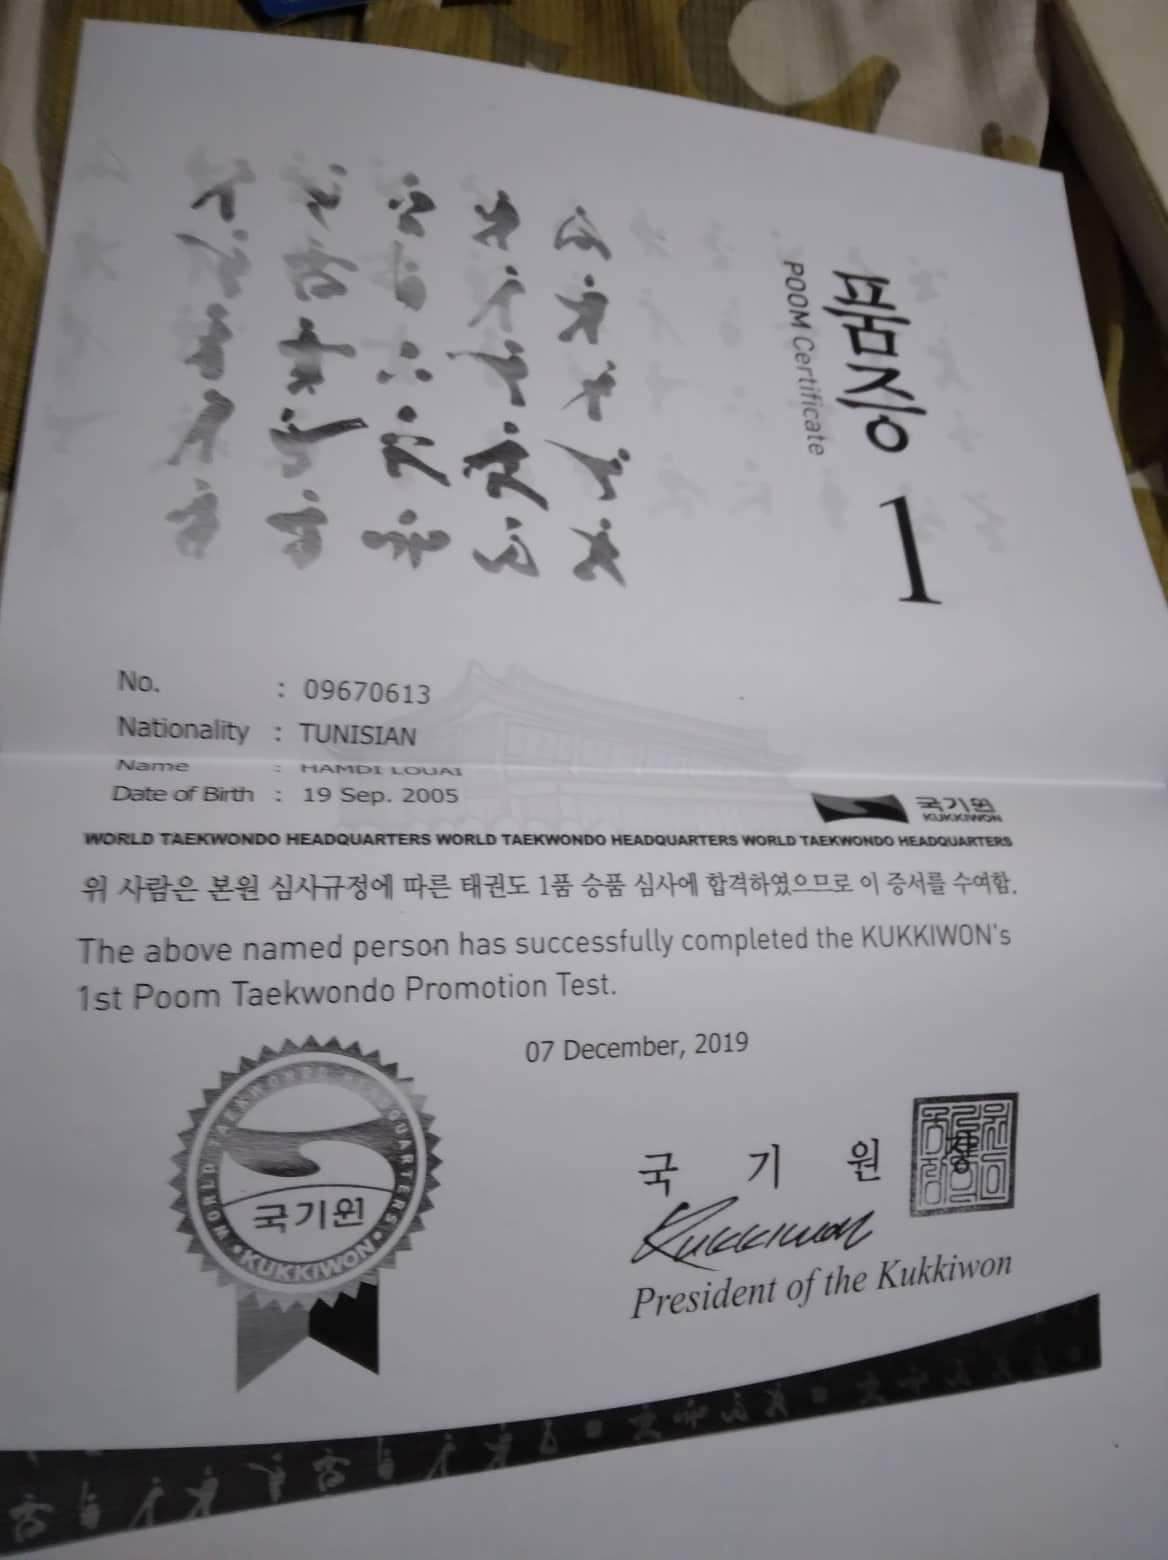 품증
POOM Certificate
1
No. : 09670613
Nationality : TUNISIAN
Name : HAMDI LOUAI
Date of Birth : 19 Sep. 2005
국기원
KUKKIWON
WORLD TAEKWONDO HEADQUARTERS WORLD TAEKWONDO HEADQUARTERS WORLD TAEKWONDO HEADQUARTERS
위 사람은 본원 심사규정에 따른 태권도 1품 승품 심사에 합격하였으므로 이 증서를 수여함.
The above named person has successfully completed the KUKKIWON's
1st Poom Taekwondo Promotion Test.
07 December, 2019
WORLD TAEKWONDO HEADQUARTERS
국기원
KUKKIWON
국 기 원
Kukkiwon
President of the Kukkiwon